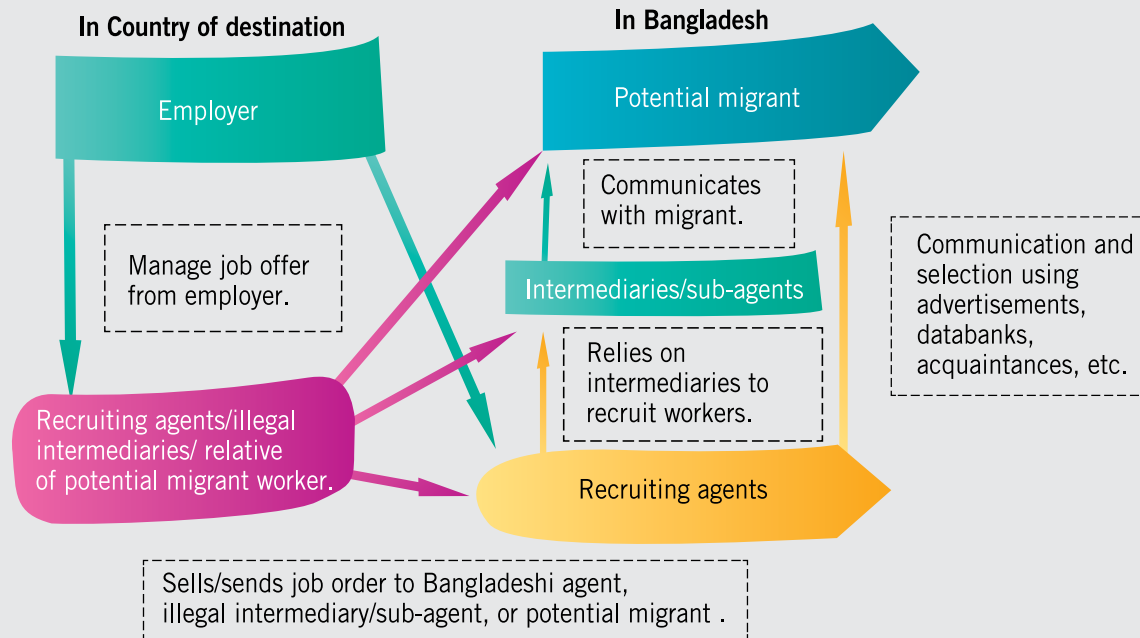 In Country of destination
In Bangladesh
Employer
Potential migrant
Manage job offer
from employer.
Communicates
with migrant.
Communication and
selection using
advertisements,
databanks,
acquaintances, etc.
Intermediaries/sub-agents
Relies on
intermediaries to
recruit workers.
Recruiting agents/illegal
intermediaries/ relative
of potential migrant worker.
Recruiting agents
Sells/sends job order to Bangladeshi agent,
illegal intermediary/sub-agent, or potential migrant .